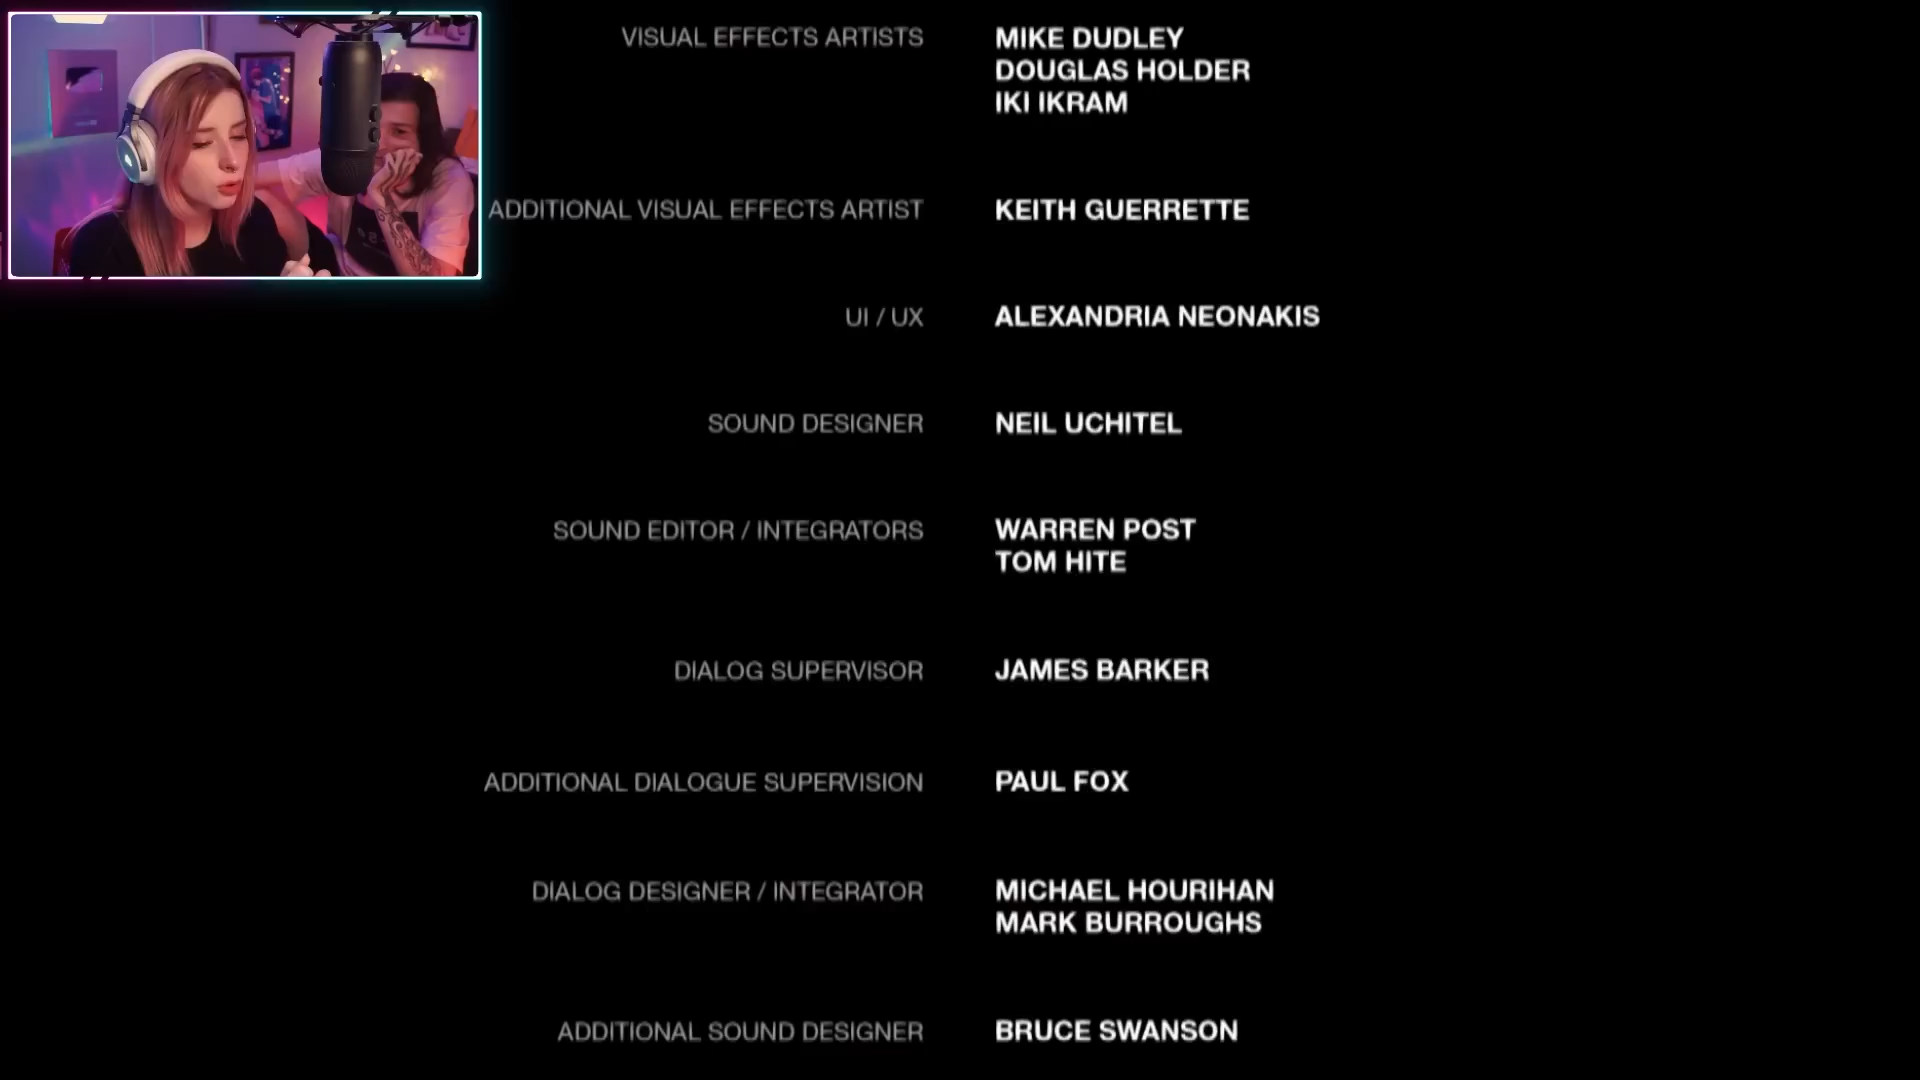 VISUAL EFFECTS ARTISTS MIKE DUDLEY
DOUGLAS HOLDER
IKI IKRAM
ADDITIONAL VISUAL EFFECTS ARTIST KEITH GUERRETTE
UI / UX ALEXANDRIA NEONAKIS
SOUND DESIGNER NEIL UCHITEL
SOUND EDITOR / INTEGRATORS WARREN POST
TOM HITE
DIALOG SUPERVISOR JAMES BARKER
ADDITIONAL DIALOGUE SUPERVISION PAUL FOX
DIALOG DESIGNER / INTEGRATOR MICHAEL HOURIHAN
MARK BURROUGHS
ADDITIONAL SOUND DESIGNER BRUCE SWANSON